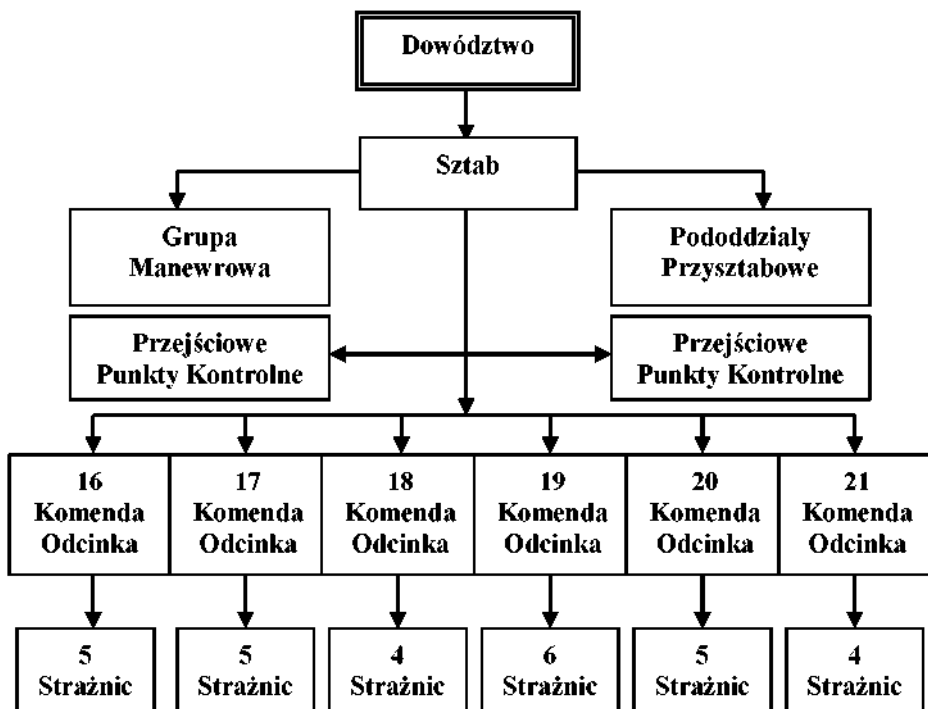 Dowództwo
Sztab
Grupa
Manewrowa
Pododdzialy
Przysztabowe
Przejściowe
Punkty Kontrolne
Przejściowe
Punkty Kontrolne
16
Komenda
Odcinka
17
Komenda
Odcinka
18
Komenda
Odcinka
19
Komenda
Odcinka
20
Komenda
Odcinka
21
Komenda
Odcinka
5
Strażnic
5
Strażnic
4
Strażnic
6
Strażnic
5
Strażnic
4
Strażnic